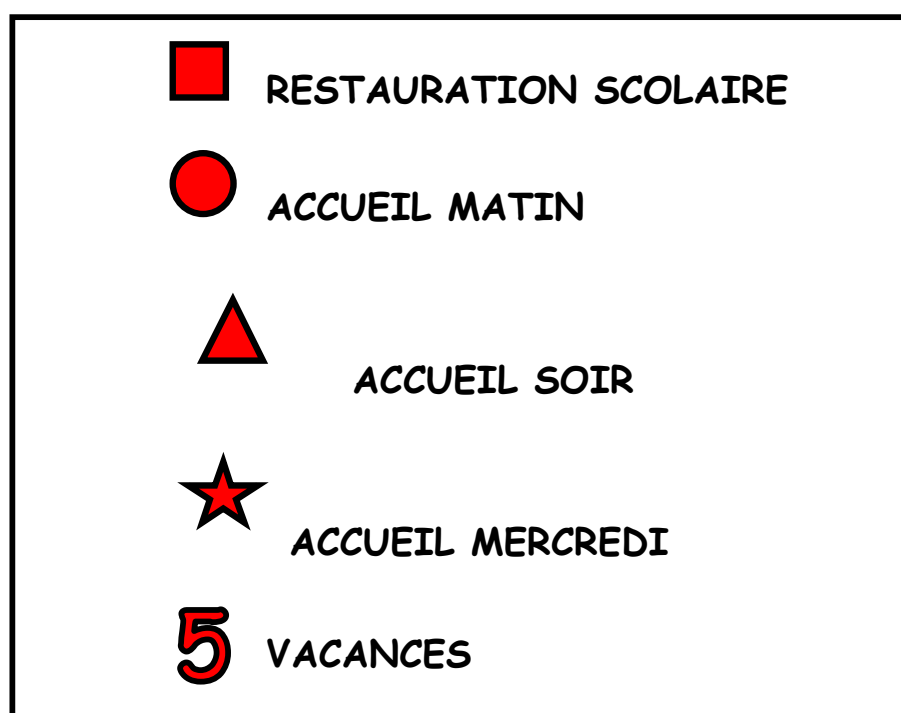 RESTAURATION SCOLAIRE
ACCUEIL MATIN
ACCUEIL SOIR
ACCUEIL MERCREDI
5 VACANCES